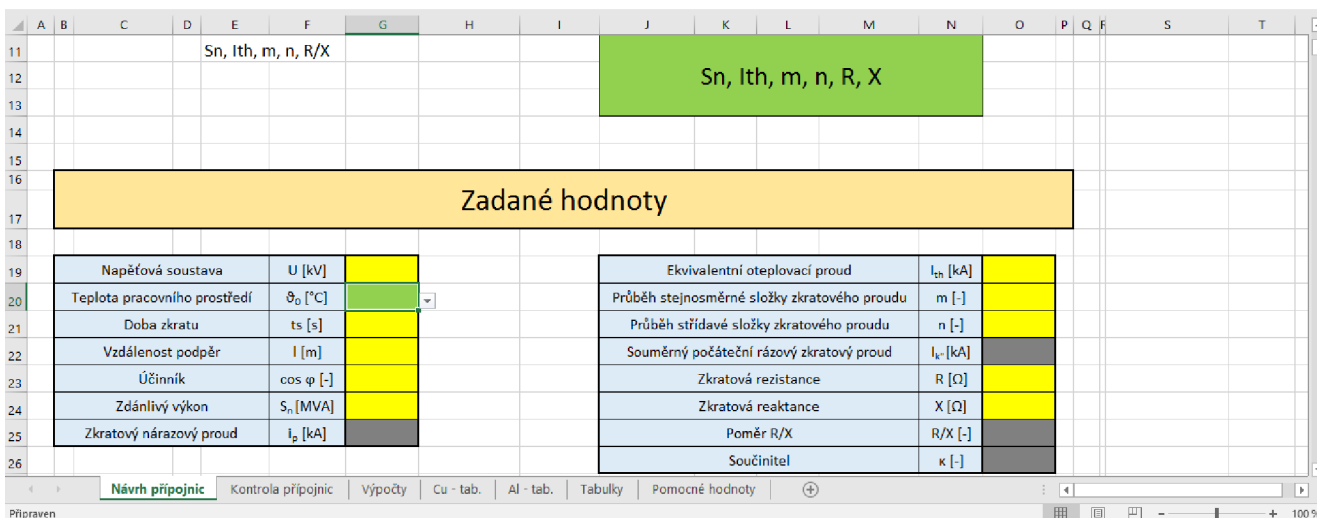 A B C D E F G H I J K L M N O P Q F S T
11 Sn, Ith, m, n, R/X
12 Sn, Ith, m, n, R, X
13
14
15
16
17 Zadané hodnoty
18
19 Napěťová soustava U [kV] Ekvivalentní oteplovací proud Ith [kA]
20 Teplota pracovního prostředí ϑ0 [°C] Průběh stejnosměrné složky zkratového proudu m [-]
21 Doba zkratu ts [s] Průběh střídavé složky zkratového proudu n [-]
22 Vzdálenost podpěr l [m] Souměrný počáteční rázový zkratový proud Ik" [kA]
23 Účinník cos φ [-] Zkratová rezistance R [Ω]
24 Zdánlivý výkon Sn [MVA] Zkratová reaktance X [Ω]
25 Zkratový nárazový proud ip [kA] Poměr R/X R/X [-]
26 Součinitel κ [-]
Návrh přípojnic Kontrola přípojnic Výpočty Cu - tab. Al - tab. Tabulky Pomocné hodnoty
Připraven 100 %